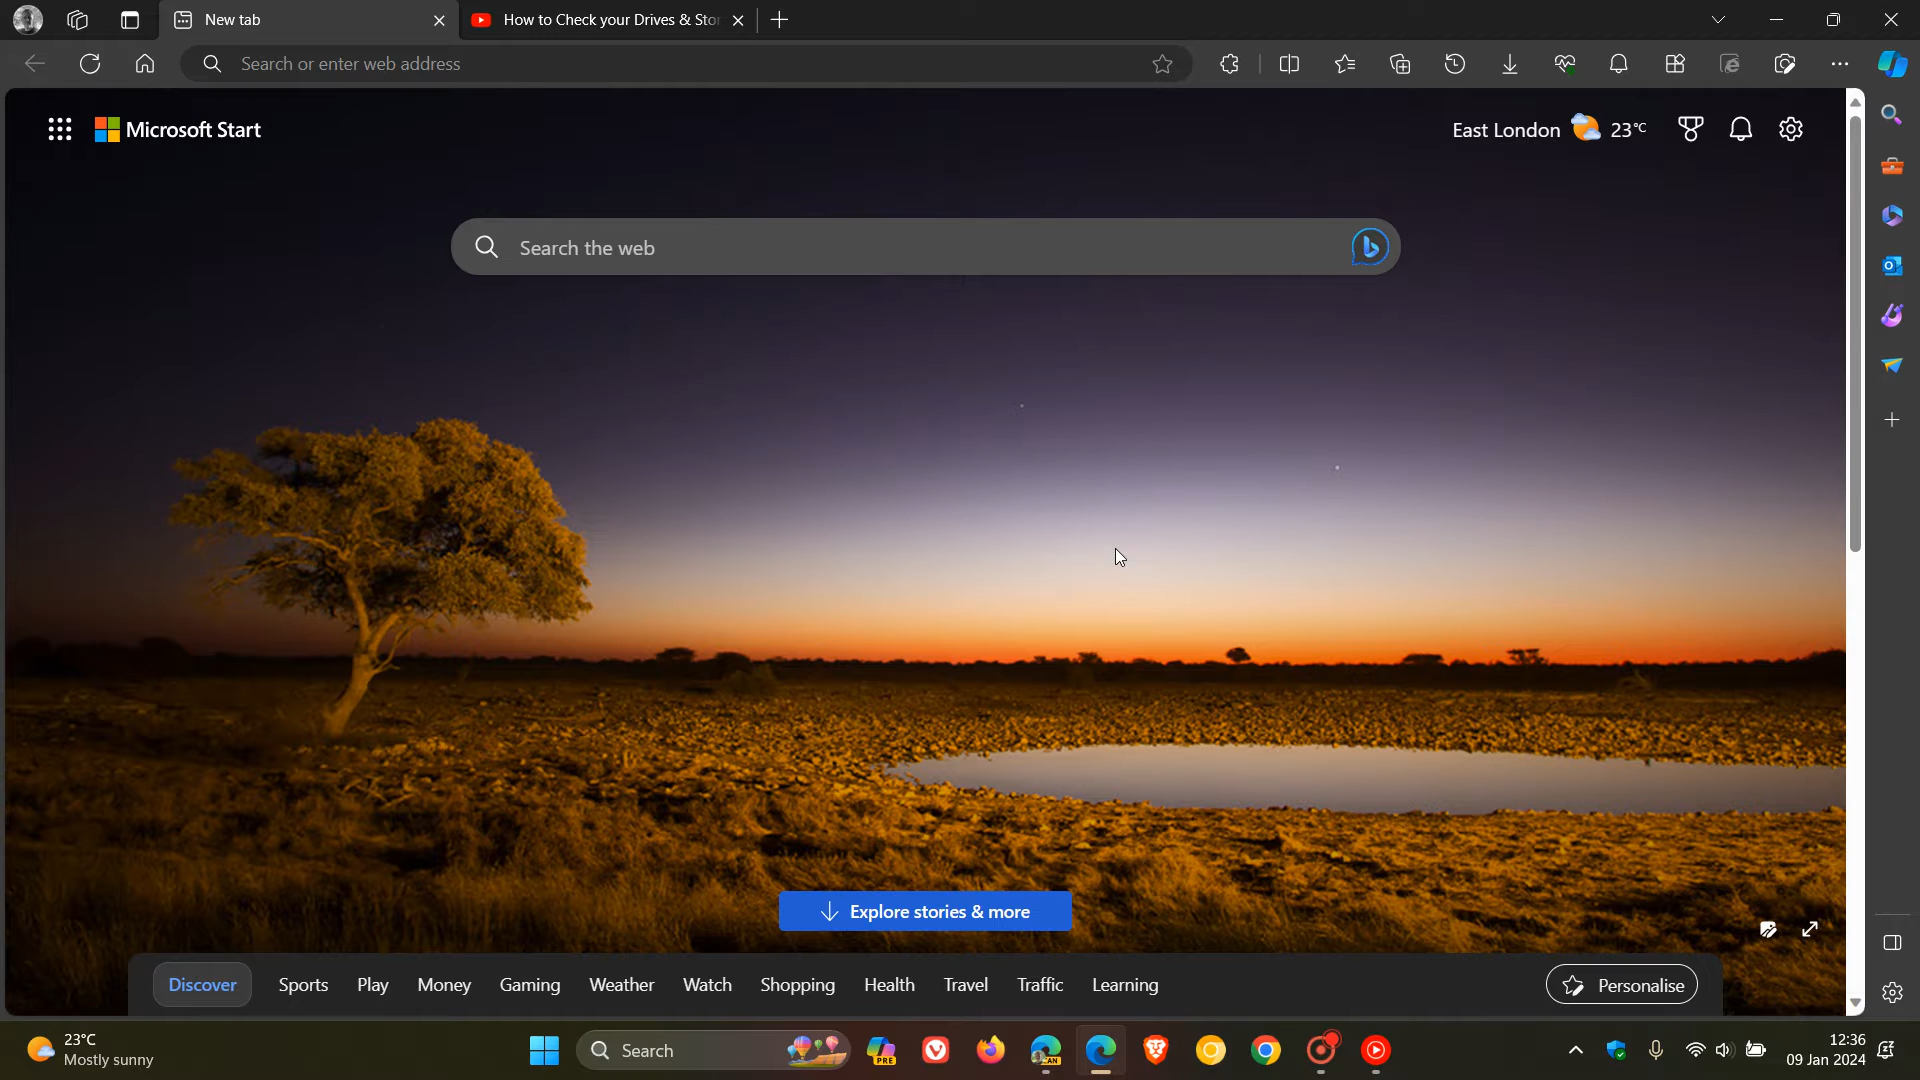 New tab
How to Check your Drives & Stor
Search or enter web address
Microsoft Start
East London 23°C
Search the web
Explore stories & more
Discover Sports Play Money Gaming Weather Watch Shopping Health Travel Traffic Learning Personalise
23°C
Mostly sunny
Search
PRE
CAN
12:36
09 Jan 2024